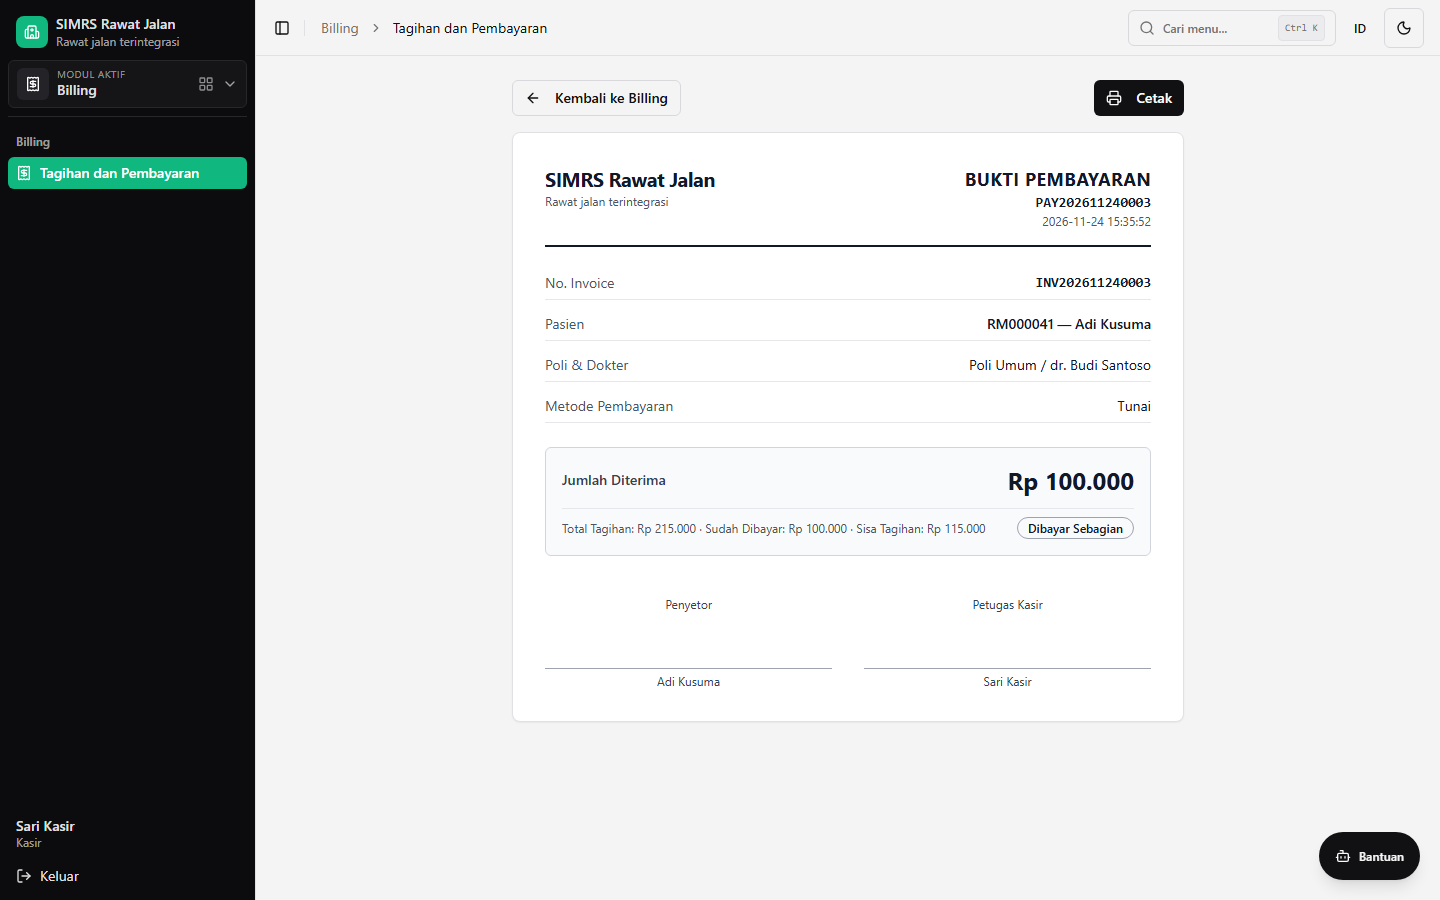 SIMRS Rawat Jalan
Rawat jalan terintegrasi
MODUL AKTIF
Billing
Billing
Tagihan dan Pembayaran
Sari Kasir
Kasir
Keluar
Billing > Tagihan dan Pembayaran
Cari menu... Ctrl K
ID
Kembali ke Billing
Cetak
SIMRS Rawat Jalan
Rawat jalan terintegrasi
BUKTI PEMBAYARAN
PAY202611240003
2026-11-24 15:35:52
No. Invoice INV202611240003
Pasien RM000041 — Adi Kusuma
Poli & Dokter Poli Umum / dr. Budi Santoso
Metode Pembayaran Tunai
Jumlah Diterima Rp 100.000
Total Tagihan: Rp 215.000 · Sudah Dibayar: Rp 100.000 · Sisa Tagihan: Rp 115.000 Dibayar Sebagian
Penyetor Petugas Kasir
Adi Kusuma Sari Kasir
Bantuan